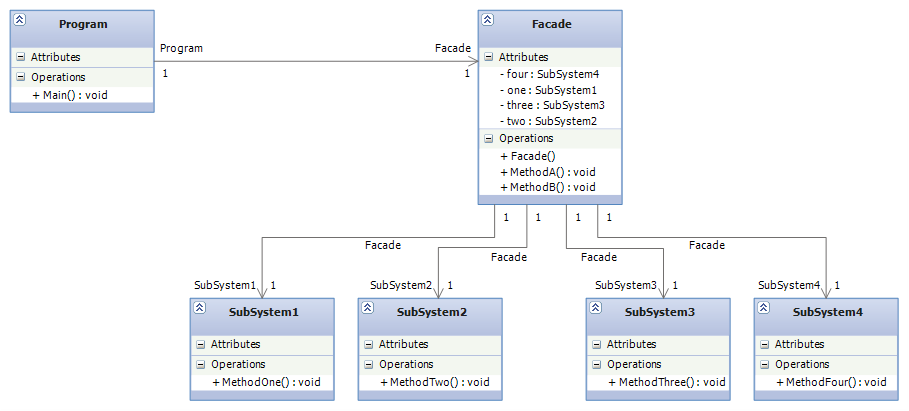 Program
Attributes
Operations
+ Main() : void
Program
1
Facade
1
Facade
Attributes
- four : SubSystem4
- one : SubSystem1
- three : SubSystem3
- two : SubSystem2
Operations
+ Facade()
+ MethodA() : void
+ MethodB() : void
1
1
1
1
Facade
Facade
Facade
Facade
SubSystem1
1
SubSystem2
1
SubSystem3
1
SubSystem4
1
SubSystem1
Attributes
Operations
+ MethodOne() : void
SubSystem2
Attributes
Operations
+ MethodTwo() : void
SubSystem3
Attributes
Operations
+ MethodThree() : void
SubSystem4
Attributes
Operations
+ MethodFour() : void